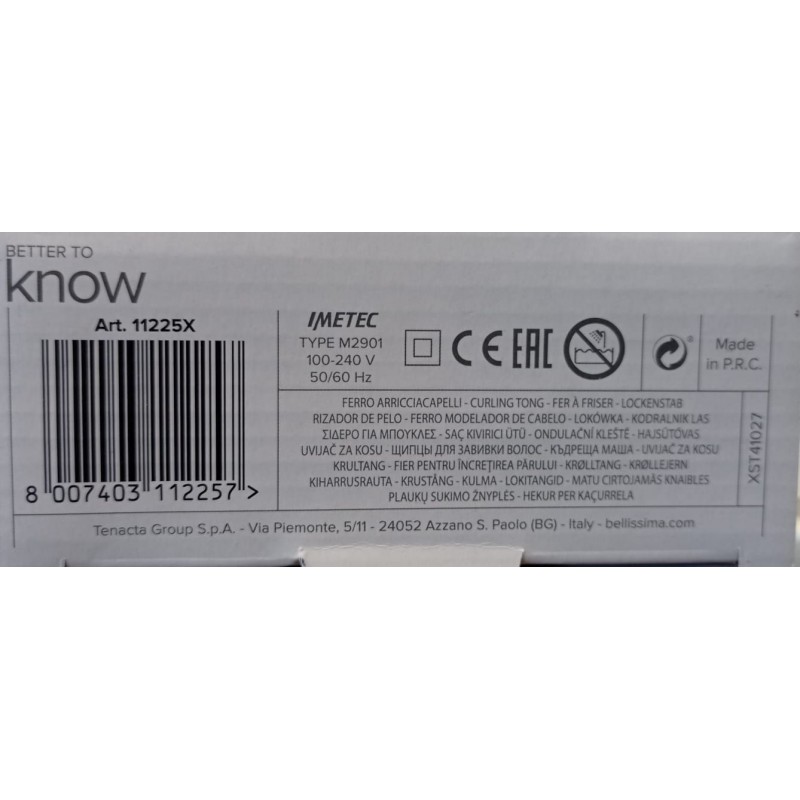 BETTER TO
know
Art. 11225X
8 007403 112257 >
IMETEC
TYPE M2901
100-240 V
50/60 Hz
CE EAC
Made
in P.R.C.
FERRO ARRICCIACAPELLI - CURLING TONG - FER À FRISER - LOCKENSTAB
RIZADOR DE PELO - FERRO MODELADOR DE CABELO - LOKÓWKA - KODRALNIK LAS
ΣΙΔΕΡΟ ΓΙΑ ΜΠΟΥΚΛΕΣ - SAÇ KIVIRICI ÜTÜ - ONDULAČNÍ KLEŠTĚ - HAJSÜTŐVAS
UVIJAČ ZA KOSU - ЩИПЦЫ ДЛЯ ЗАВИВКИ ВОЛОС - КЪДРЕЩА МАША - UVIJAČ ZA KOSU
KRULTANG - FIER PENTRU ÎNCREȚIREA PĂRULUI - KRØLLTANG - KRØLLEJERN
KIHARRUSRAUTA - KRUSTÅNG - KULMA - LOKITANGID - MATU CIRTOJAMĀS KNAIBLES
PLAUKŲ SUKIMO ŽNYPLĖS - HEKUR PËR KAÇURRELA
XST41027
Tenacta Group S.p.A. - Via Piemonte, 5/11 - 24052 Azzano S. Paolo (BG) - Italy - bellissima.com